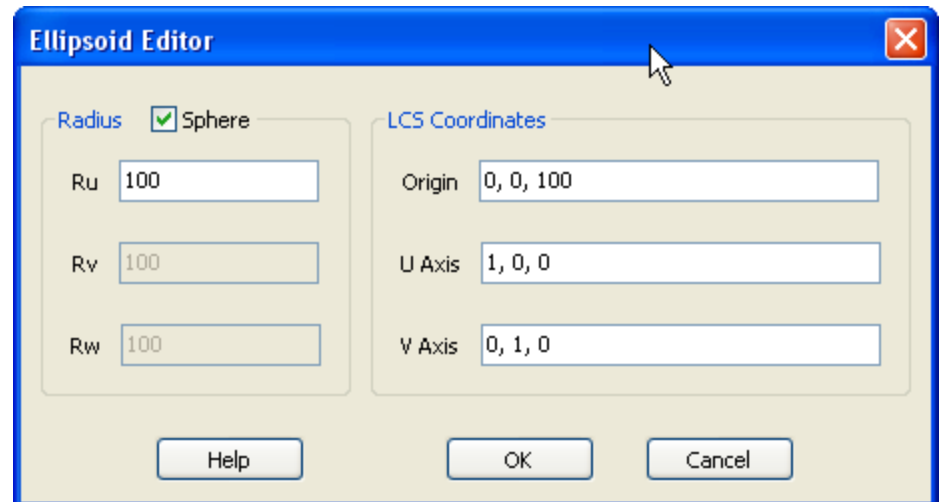 Ellipsoid Editor
Radius Sphere
Ru 100
Rv 100
Rw 100
LCS Coordinates
Origin 0, 0, 100
U Axis 1, 0, 0
V Axis 0, 1, 0
Help OK Cancel